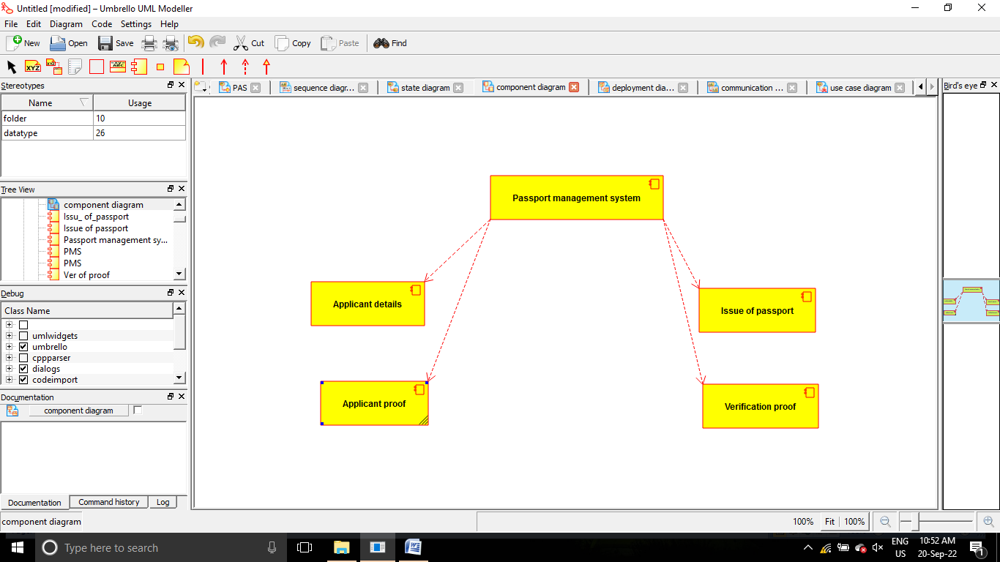 Untitled [modified] – Umbrello UML Modeller
File Edit Diagram Code Settings Help
New Open Save Cut Copy Paste Find
XYZ
Stereotypes
Name Usage
folder 10
datatype 26
PAS sequence diagr... state diagram component diagram deployment dia... communication ... use case diagram
Bird's eye
Tree View
component diagram
Issu_ of_passport
Issue of passport
Passport management sy...
PMS
PMS
Ver of proof
Debug
Class Name
umlwidgets
umbrello
cppparser
dialogs
codeimport
Documentation
component diagram
Documentation Command history Log
Passport management system
Applicant details
Issue of passport
Applicant proof
Verification proof
component diagram
100% Fit 100%
Type here to search
ENG
US
10:52 AM
20-Sep-22
1